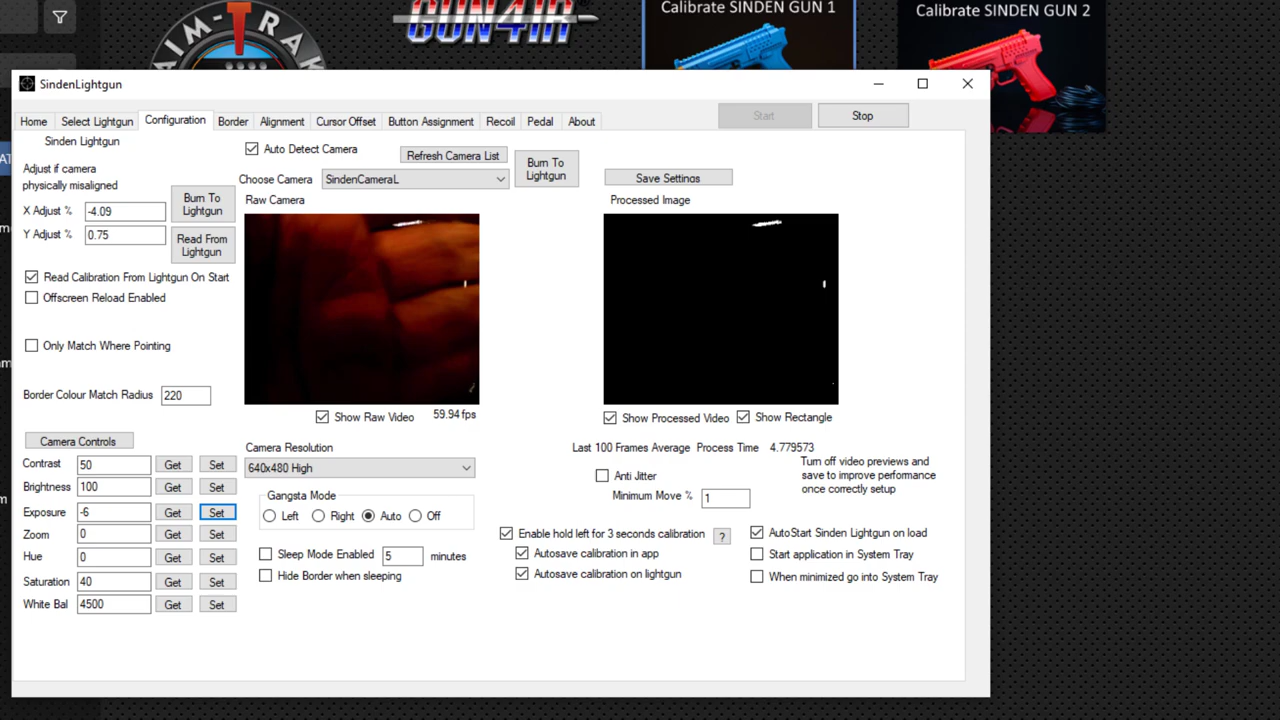 AIM-TRAK
GUN4IR
Calibrate SINDEN GUN 1
Calibrate SINDEN GUN 2
SindenLightgun
Home
Select Lightgun
Configuration
Border
Alignment
Cursor Offset
Button Assignment
Recoil
Pedal
About
Start
Stop
Sinden Lightgun
Adjust if camera
physically misaligned
X Adjust %
-4.09
Y Adjust %
0.75
Burn To
Lightgun
Read From
Lightgun
Read Calibration From Lightgun On Start
Offscreen Reload Enabled
Only Match Where Pointing
Border Colour Match Radius
220
Auto Detect Camera
Refresh Camera List
Choose Camera
SindenCameraL
Burn To
Lightgun
Save Settings
Raw Camera
Processed Image
Show Raw Video
59.94 fps
Show Processed Video
Show Rectangle
Camera Controls
Contrast
50
Get
Set
Brightness
100
Get
Set
Exposure
-6
Get
Set
Zoom
0
Get
Set
Hue
0
Get
Set
Saturation
40
Get
Set
White Bal
4500
Get
Set
Camera Resolution
640x480 High
Gangsta Mode
Left
Right
Auto
Off
Sleep Mode Enabled
5
minutes
Hide Border when sleeping
Last 100 Frames Average
Process Time
4.779573
Turn off video previews and
save to improve performance
once correctly setup
Anti Jitter
Minimum Move %
1
Enable hold left for 3 seconds calibration
?
Autosave calibration in app
Autosave calibration on lightgun
AutoStart Sinden Lightgun on load
Start application in System Tray
When minimized go into System Tray